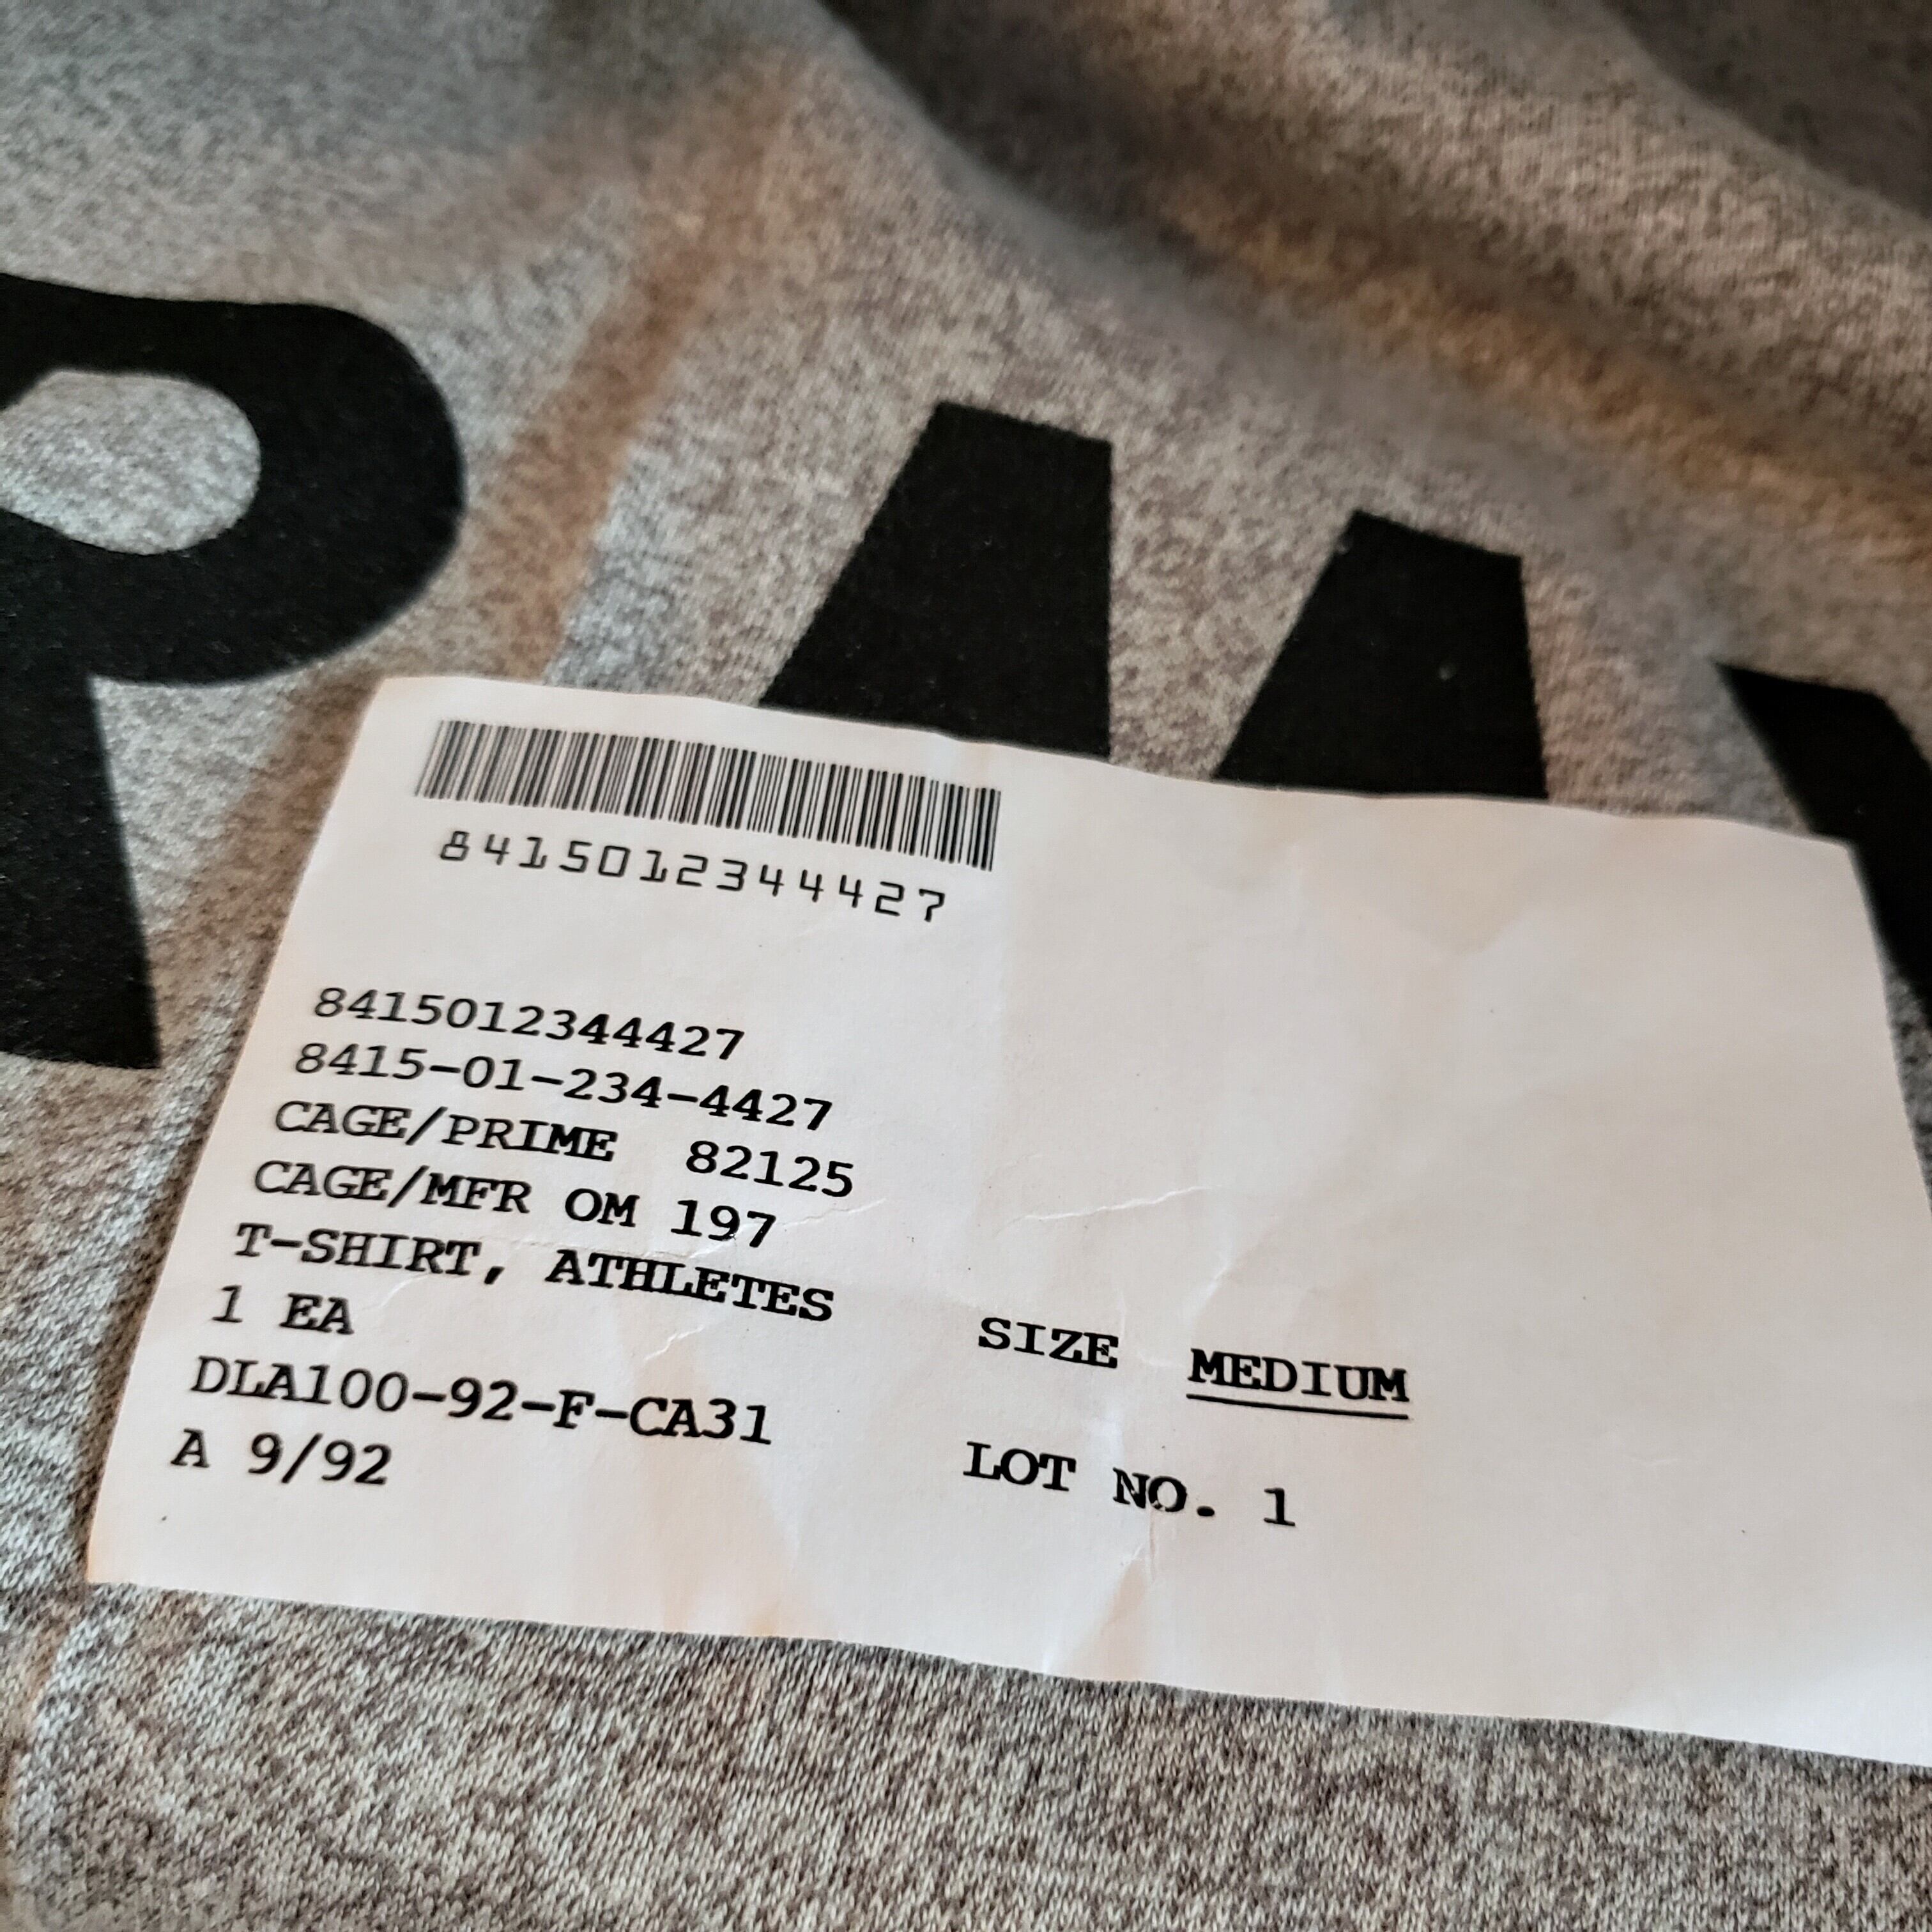 RMY
8415012344427
8415012344427
8415-01-234-4427
CAGE/PRIME 82125
CAGE/MFR OM 197
T-SHIRT, ATHLETES
1 EA SIZE MEDIUM
DLA100-92-F-CA31
A 9/92 LOT NO. 1